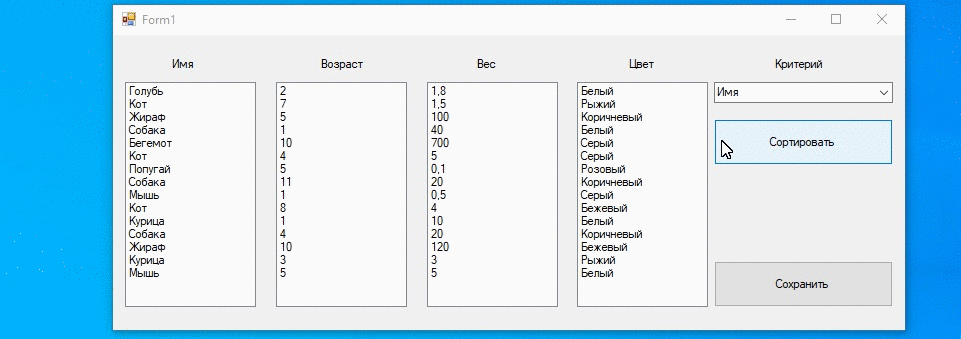 Form1
Имя Возраст Вес Цвет Критерий
Голубь 2 1,8 Белый Имя
Кот 7 1,5 Рыжий
Жираф 5 100 Коричневый
Собака 1 40 Белый
Бегемот 10 700 Серый Сортировать
Кот 4 5 Серый
Попугай 5 0,1 Розовый
Собака 11 20 Коричневый
Мышь 1 0,5 Серый
Кот 8 4 Бежевый
Курица 1 10 Белый
Собака 4 20 Коричневый
Жираф 10 120 Бежевый
Курица 3 3 Рыжий
Мышь 5 5 Белый
Сохранить